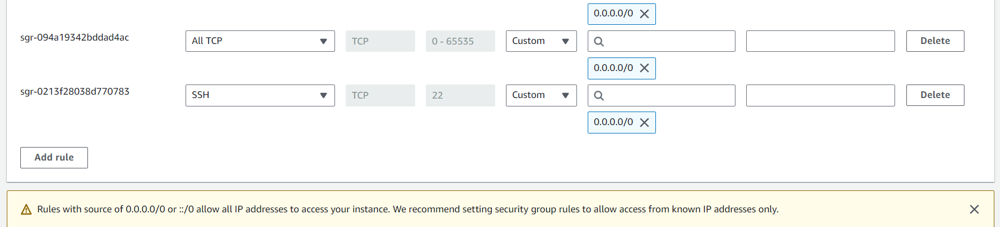 0.0.0.0/0
sgr-094a19342bddad4ac All TCP TCP 0 - 65535 Custom Delete
0.0.0.0/0
sgr-0213f28038d770783 SSH TCP 22 Custom Delete
0.0.0.0/0
Add rule
Rules with source of 0.0.0.0/0 or ::/0 allow all IP addresses to access your instance. We recommend setting security group rules to allow access from known IP addresses only.